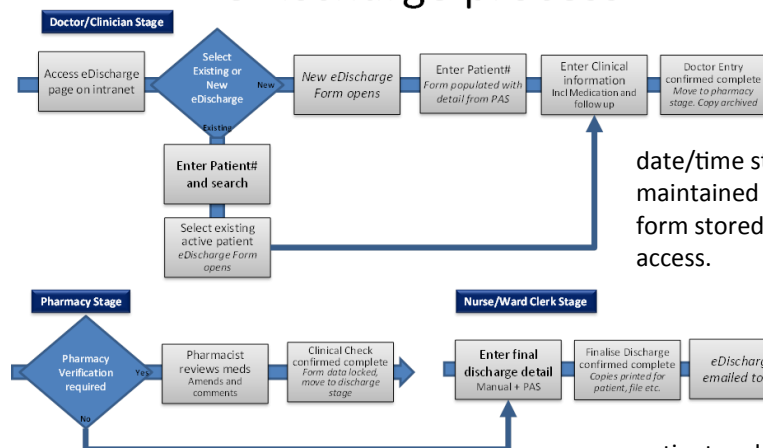 Doctor/Clinician Stage
Access eDischarge
page on intranet
Select
Existing or
New
eDischarge
New
Existing
New eDischarge
Form opens
Enter Patient#
Form populated with
detail from PAS
Enter Clinical
information
Incl Medication and
follow up
Doctor Entry
confirmed complete
Move to pharmacy
stage. Copy archived
Enter Patient#
and search
Select existing
active patient
eDischarge Form
opens
date/time
maintained
form stored
access.
Pharmacy Stage
Pharmacy
Verification
required
Yes
No
Pharmacist
reviews meds
Amends and
comments
Clinical Check
confirmed complete
Form data locked,
move to discharge
stage
Nurse/Ward Clerk Stage
Enter final
discharge detail
Manual + PAS
Finalise Discharge
confirmed complete
Copies printed for
patient, file etc.
emailed to